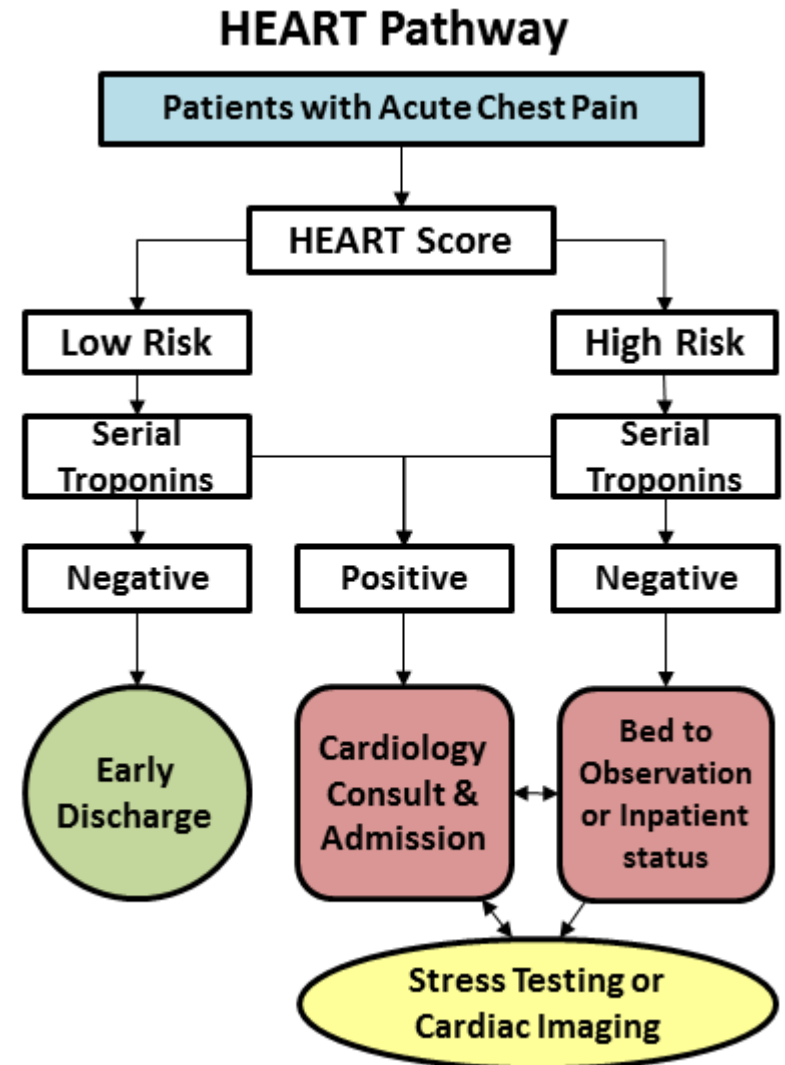 HEART Pathway
Patients with Acute Chest Pain
HEART Score
Low Risk
High Risk
Serial
Troponins
Serial
Troponins
Negative
Positive
Negative
Early
Discharge
Cardiology
Consult &
Admission
Bed to
Observation
or Inpatient
status
Stress Testing or
Cardiac Imaging